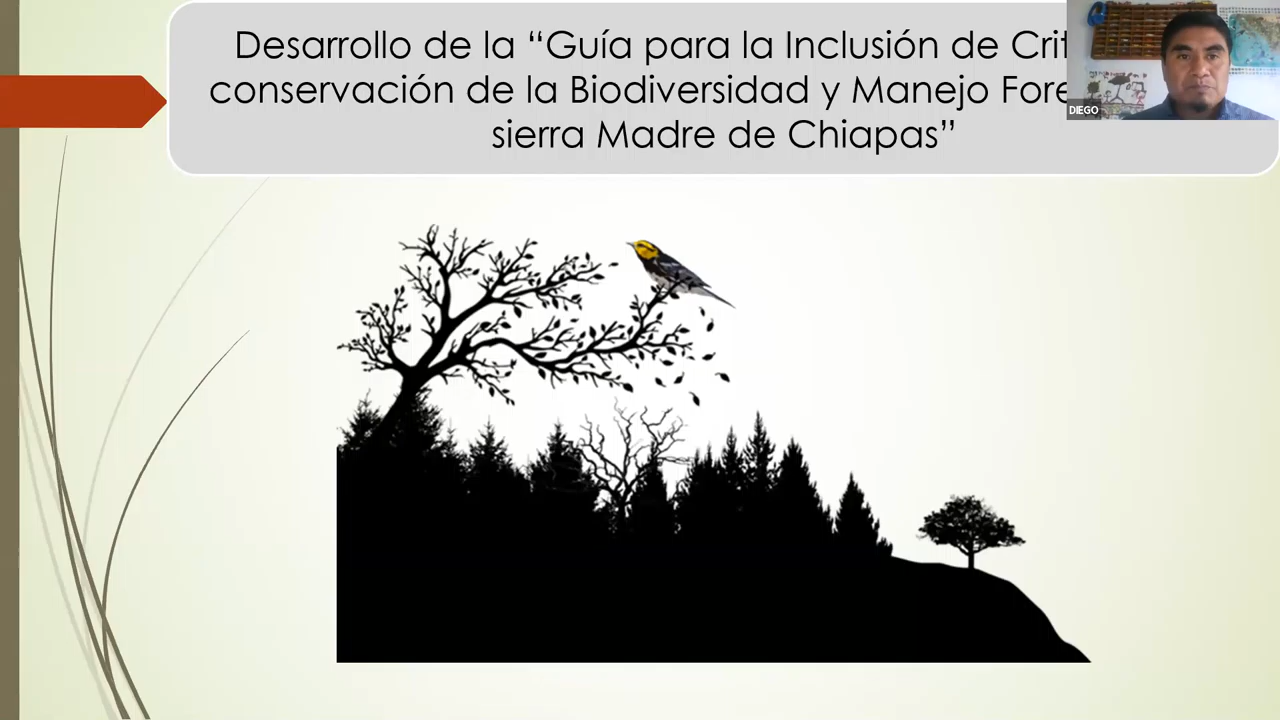 Desarrollo de la “Guía para la Inclusión de
conservación de la Biodiversidad y Manejo
sierra Madre de Chiapas”
DIEGO